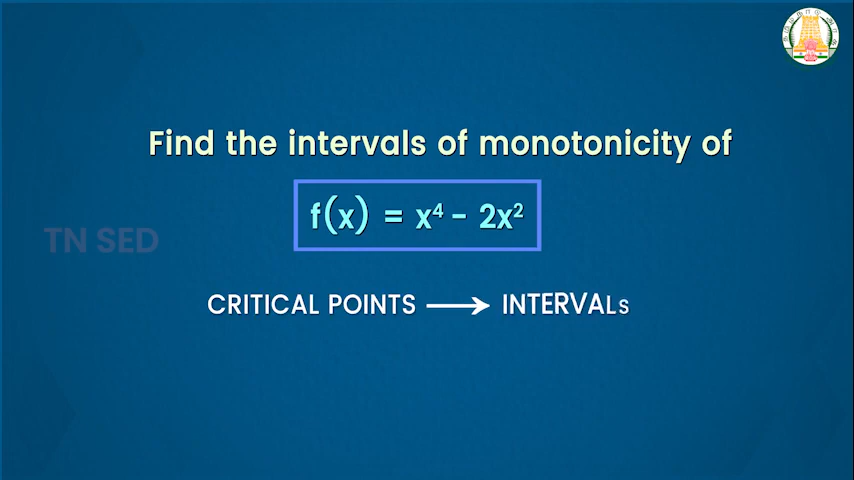 Find the intervals of monotonicity of
f(x) = x⁴ - 2x²
TN SED
CRITICAL POINTS ⟶ INTERVALs